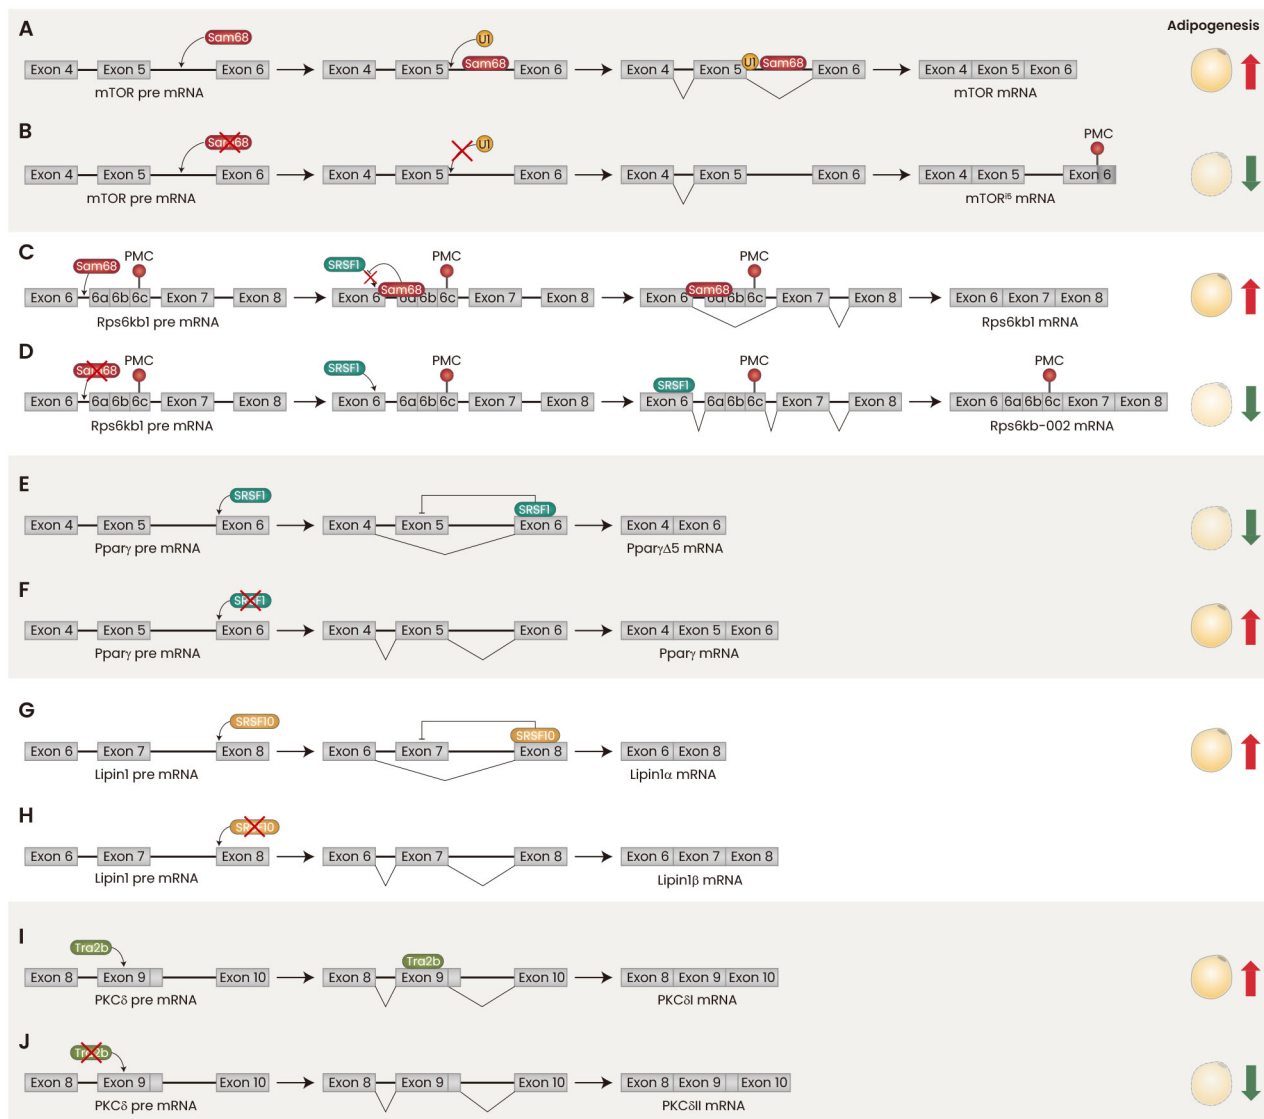 Adipogenesis
A
Sam68 U1
Exon 4 Exon 5 Exon 6 Exon 4 Exon 5 Sam68 Exon 6 Exon 4 Exon 5 U1 Sam68 Exon 6 Exon 4 Exon 5 Exon 6
mTOR pre mRNA mTOR mRNA
B
Sam68 U1 PMC
Exon 4 Exon 5 Exon 6 Exon 4 Exon 5 Exon 6 Exon 4 Exon 5 Exon 6 Exon 4 Exon 5 Exon 6
mTOR pre mRNA mTORⁱ⁵ mRNA
C
Sam68 PMC SRSF1 Sam68 PMC Sam68 PMC
Exon 6 6a 6b 6c Exon 7 Exon 8 Exon 6 6a 6b 6c Exon 7 Exon 8 Exon 6 6a 6b 6c Exon 7 Exon 8 Exon 6 Exon 7 Exon 8
Rps6kb1 pre mRNA Rps6kb1 mRNA
D
Sam68 PMC SRSF1 PMC SRSF1 PMC PMC
Exon 6 6a 6b 6c Exon 7 Exon 8 Exon 6 6a 6b 6c Exon 7 Exon 8 Exon 6 6a 6b 6c Exon 7 Exon 8 Exon 6 6a 6b 6c Exon 7 Exon 8
Rps6kb1 pre mRNA Rps6kb-002 mRNA
E
SRSF1 SRSF1
Exon 4 Exon 5 Exon 6 Exon 4 Exon 5 Exon 6 Exon 4 Exon 6
Pparγ pre mRNA PparγΔ5 mRNA
F
SRSF1
Exon 4 Exon 5 Exon 6 Exon 4 Exon 5 Exon 6 Exon 4 Exon 5 Exon 6
Pparγ pre mRNA Pparγ mRNA
G
SRSF10 SRSF10
Exon 6 Exon 7 Exon 8 Exon 6 Exon 7 Exon 8 Exon 6 Exon 8
Lipin1 pre mRNA Lipin1α mRNA
H
SRSF10
Exon 6 Exon 7 Exon 8 Exon 6 Exon 7 Exon 8 Exon 6 Exon 7 Exon 8
Lipin1 pre mRNA Lipin1β mRNA
I
Tra2b Tra2b
Exon 8 Exon 9 Exon 10 Exon 8 Exon 9 Exon 10 Exon 8 Exon 9 Exon 10
PKCδ pre mRNA PKCδI mRNA
J
Tra2b
Exon 8 Exon 9 Exon 10 Exon 8 Exon 9 Exon 10 Exon 8 Exon 9 Exon 10
PKCδ pre mRNA PKCδII mRNA